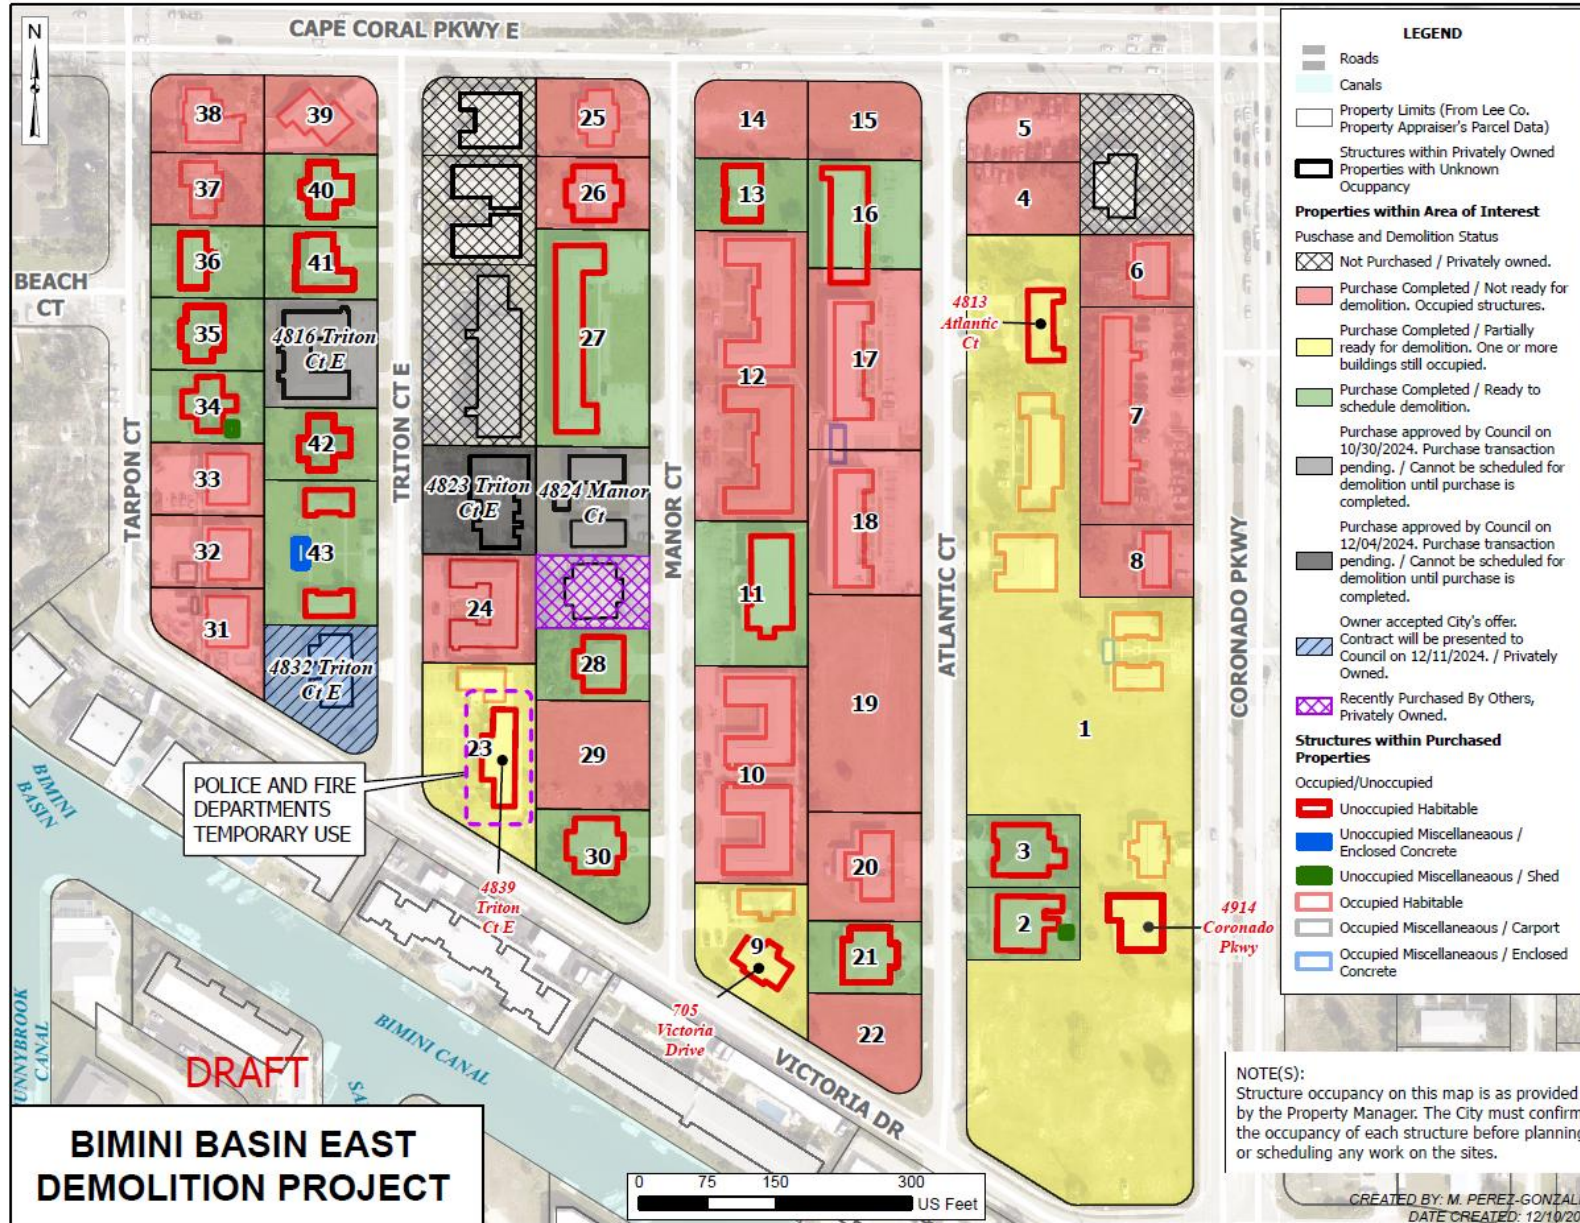 N
CAPE CORAL PKWY E
38
39
25
14
15
5
37
40
26
13
16
4
36
41
6
BEACH
CT
4813
Atlantic
Ct
35
4816 Triton
Ct E
27
12
17
7
34
TARPON CT
TRITON CT E
42
33
4823 Triton
Ct E
4824 Manor
Ct
MANOR CT
18
ATLANTIC CT
CORONADO PKWY
32
43
8
11
24
31
4832 Triton
Ct E
28
19
1
23
29
10
POLICE AND FIRE
DEPARTMENTS
TEMPORARY USE
BIMINI
BASIN
30
20
3
4839
Triton
Ct E
2
4914
Coronado
Pkwy
9
21
705
Victoria
Drive
22
VICTORIA DR
BIMINI CANAL
CANAL
DRAFT
BIMINI BASIN EAST
DEMOLITION PROJECT
0 75 150 300
US Feet
LEGEND
Roads
Canals
Property Limits (From Lee Co.
Property Appraiser's Parcel Data)
Structures within Privately Owned
Properties with Unknown
Ocuppancy
Properties within Area of Interest
Puschase and Demolition Status
Not Purchased / Privately owned.
Purchase Completed / Not ready for
demolition. Occupied structures.
Purchase Completed / Partially
ready for demolition. One or more
buildings still occupied.
Purchase Completed / Ready to
schedule demolition.
Purchase approved by Council on
10/30/2024. Purchase transaction
pending. / Cannot be scheduled for
demolition until purchase is
completed.
Purchase approved by Council on
12/04/2024. Purchase transaction
pending. / Cannot be scheduled for
demolition until purchase is
completed.
Owner accepted City's offer.
Contract will be presented to
Council on 12/11/2024. / Privately
Owned.
Recently Purchased By Others,
Privately Owned.
Structures within Purchased
Properties
Occupied/Unoccupied
Unoccupied Habitable
Unoccupied Miscellaneaous /
Enclosed Concrete
Unoccupied Miscellaneaous / Shed
Occupied Habitable
Occupied Miscellaneaous / Carport
Occupied Miscellaneaous / Enclosed
Concrete
NOTE(S):
Structure occupancy on this map is as provided
by the Property Manager. The City must confirm
the occupancy of each structure before planning
or scheduling any work on the sites.
CREATED BY: M. PEREZ-GONZAL
DATE CREATED: 12/10/20